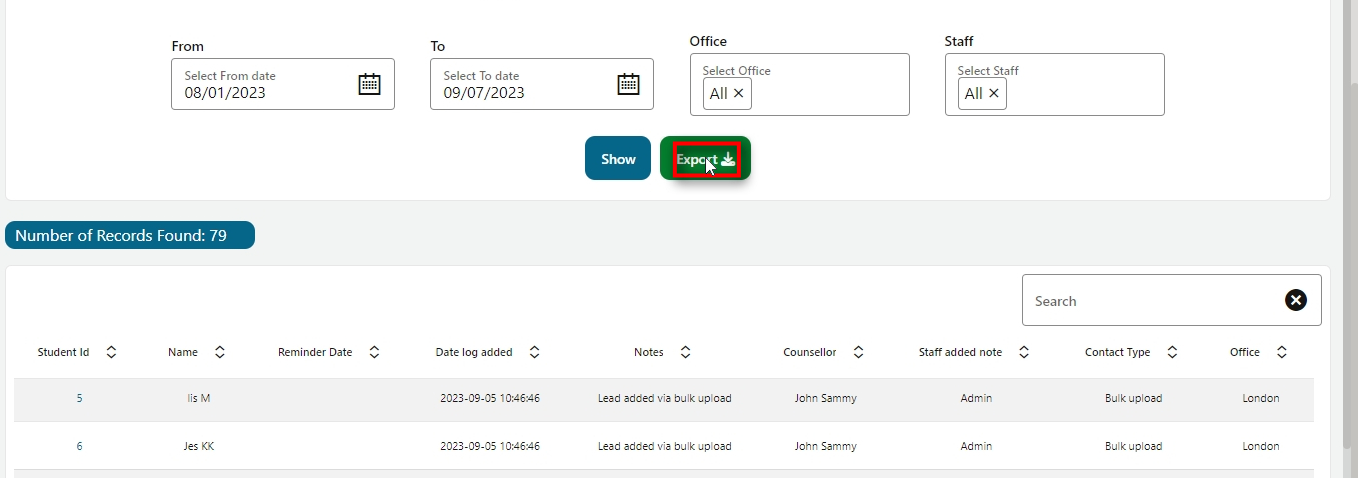 From
To
Office
Staff
Select From date
08/01/2023
Select To date
09/07/2023
Select Office
All ×
Select Staff
All ×
Show
Export
Number of Records Found: 79
Search
Student Id Name Reminder Date Date log added Notes Counsellor Staff added note Contact Type Office
5 lis M 2023-09-05 10:46:46 Lead added via bulk upload John Sammy Admin Bulk upload London
6 Jes KK 2023-09-05 10:46:46 Lead added via bulk upload John Sammy Admin Bulk upload London